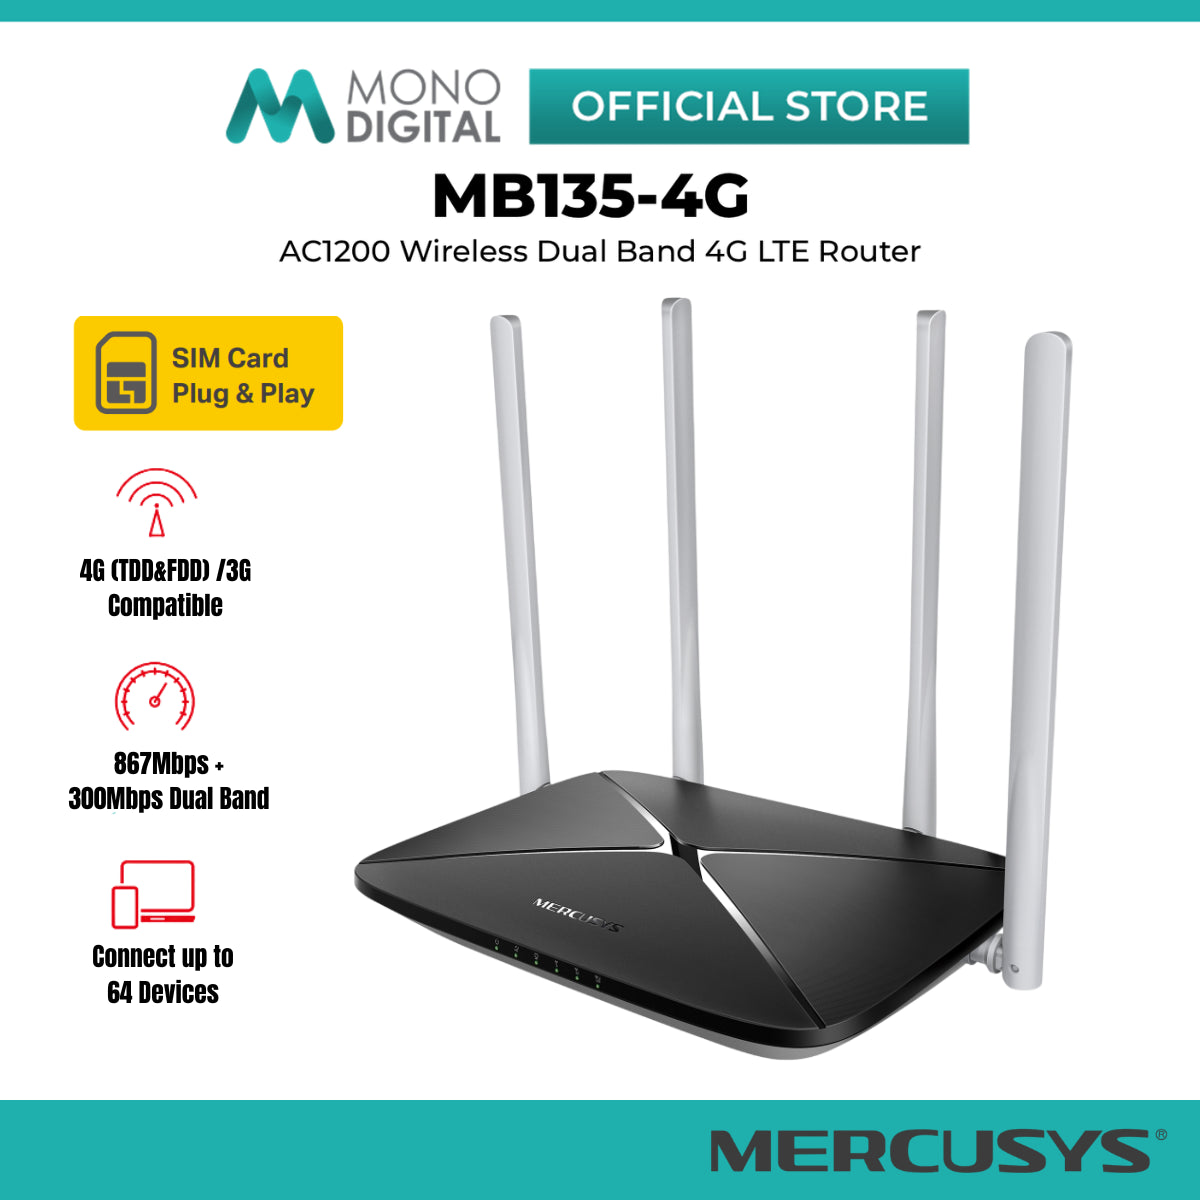 MONO
DIGITAL
OFFICIAL STORE
MB135-4G
AC1200 Wireless Dual Band 4G LTE Router
SIM Card
Plug & Play
4G (TDD&FDD) /3G
Compatible
867Mbps +
300Mbps Dual Band
Connect up to
64 Devices
MERCUSYS
MERCUSYS®